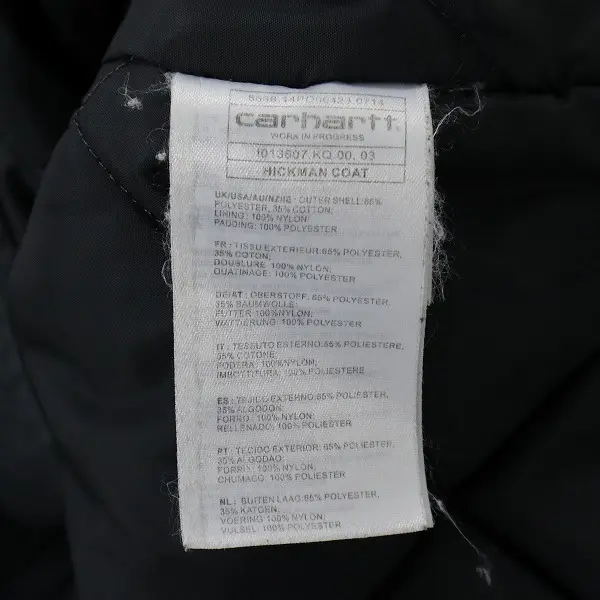 carhartt
WORK IN PROGRESS
I013507.KQ.00. 03
HICKMAN COAT
UK/USA/AU/NZ/IE: OUTER SHELL:65%
POLYESTER, 35% COTTON;
LINING: 100% NYLON;
PADDING: 100% POLYESTER
FR: TISSU EXTERIEUR:65% POLYESTER,
35% COTON;
DOUBLURE: 100% NYLON;
OUATINAGE: 100% POLYESTER
DE/AT: OBERSTOFF: 65% POLYESTER,
35% BAUMWOLLE;
FUTTER 100%NYLON;
WATTIERUNG: 100% POLYESTER
IT: TESSUTO ESTERNO:65% POLIESTERE,
35% COTONE;
FODERA: 100%NYLON;
IMBOTTITURA: 100% POLIESTERE
ES: TEJIDO EXTERNO:65% POLIESTER,
35% ALGODON;
FORRO: 100% NYLON;
RELLENADO: 100% POLIESTER
PT: TECIDO EXTERIOR: 65% POLIESTER,
35% ALGODAO;
FORRO: 100% NYLON;
CHUMACO: 100% POLIESTER
NL: BUITEN LAAG:65% POLYESTER,
35% KATOEN;
VOERING 100% NYLON;
VULSEL: 100% POLYESTER